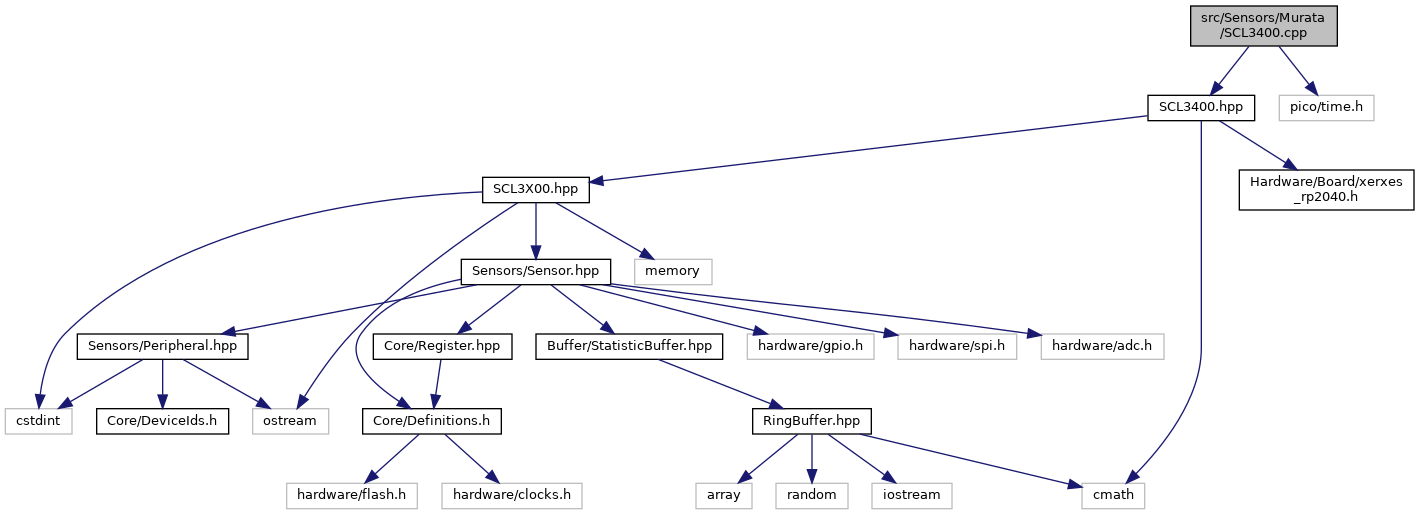 src/Sensors/Murata
/SCL3400.cpp
SCL3400.hpp
pico/time.h
SCL3X00.hpp
Hardware/Board/xerxes
_rp2040.h
Sensors/Sensor.hpp
memory
Sensors/Peripheral.hpp
Core/Register.hpp
Buffer/StatisticBuffer.hpp
hardware/gpio.h
hardware/spi.h
hardware/adc.h
cstdint
Core/DeviceIds.h
ostream
Core/Definitions.h
RingBuffer.hpp
hardware/flash.h
hardware/clocks.h
array
random
iostream
cmath